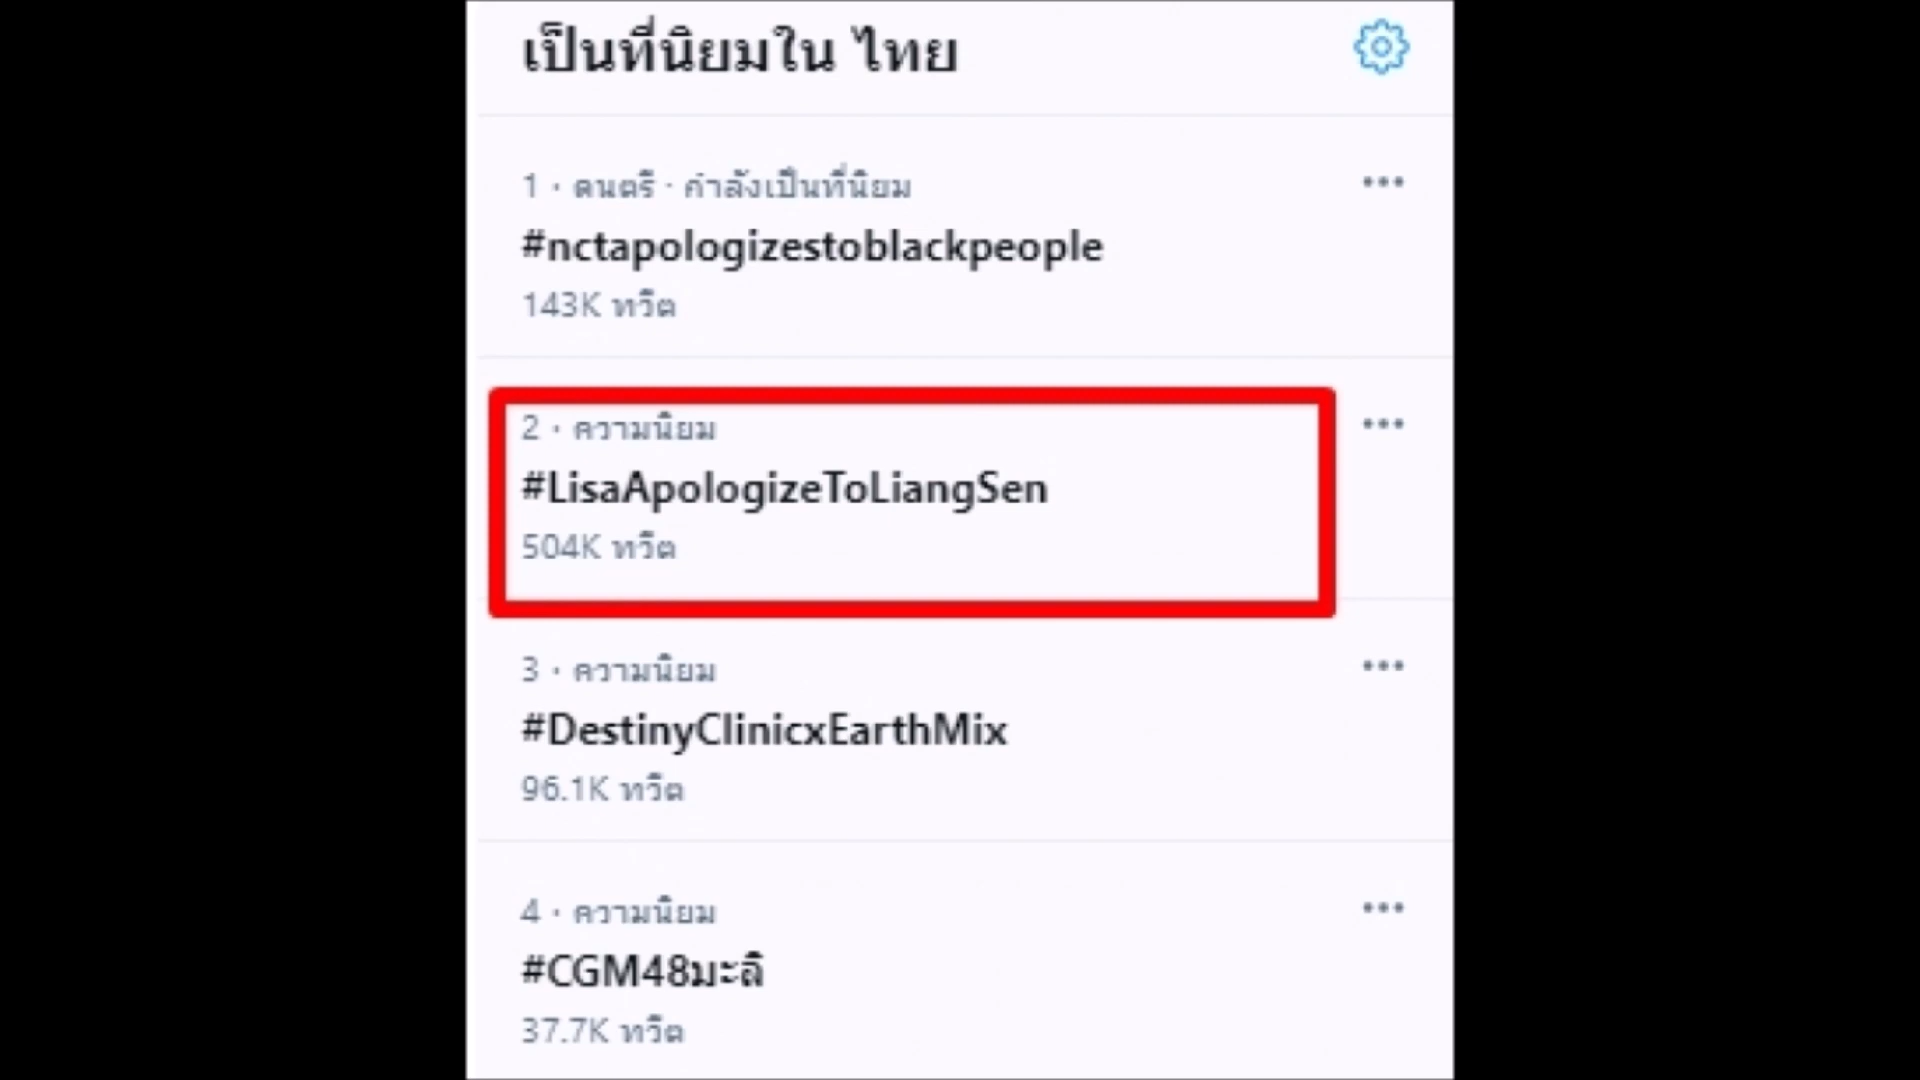 เป็นที่นิยมใน ไทย
1 · ดนตรี · กำลังเป็นที่นิยม
#nctapologizestoblackpeople
143K ทวีต
2 · ความนิยม
#LisaApologizeToLiangSen
504K ทวีต
3 · ความนิยม
#DestinyClinicxEarthMix
96.1K ทวีต
4 · ความนิยม
#CGM48มะลิ
37.7K ทวีต